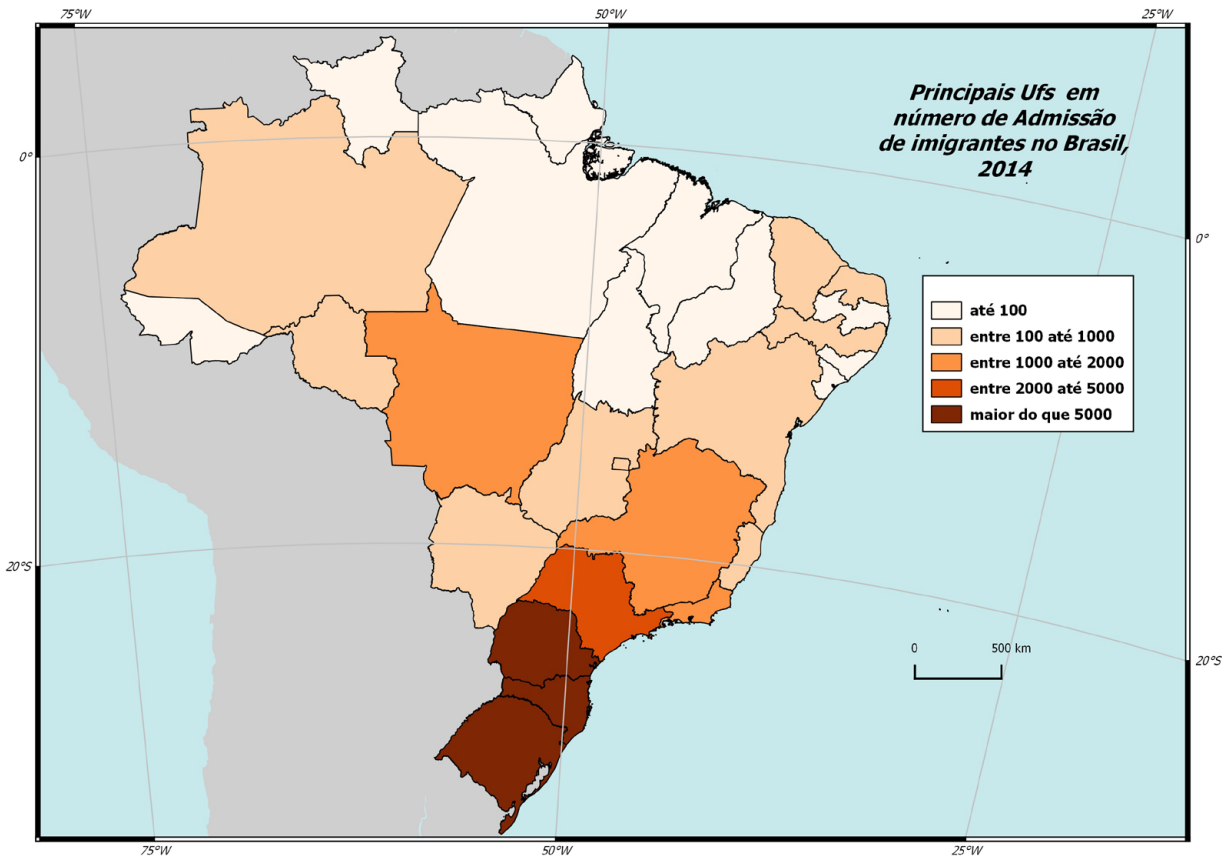 75°W 50°W 25°W
Principais Ufs em
número de Admissão
de imigrantes no Brasil,
2014
0°
0°
até 100
entre 100 até 1000
entre 1000 até 2000
entre 2000 até 5000
maior do que 5000
20°S
0 500 km
20°S
75°W 50°W 25°W